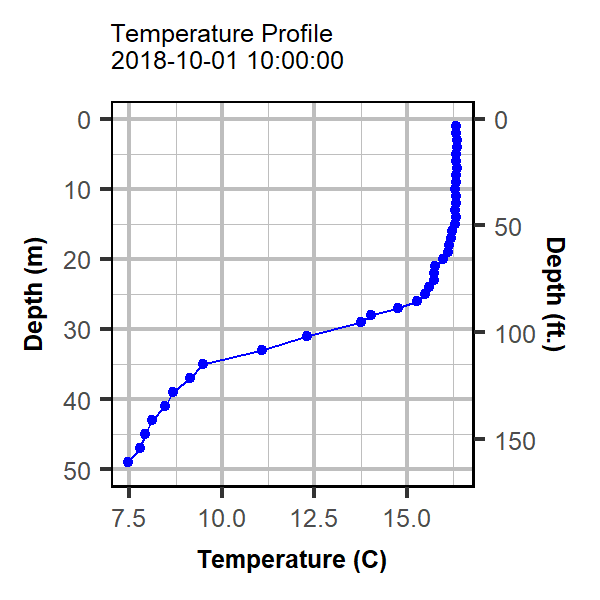 Temperature Profile
2018-10-01 10:00:00
0
10
20
30
40
50
Depth (m)
0
50
100
150
Depth (ft.)
7.5 10.0 12.5 15.0
Temperature (C)